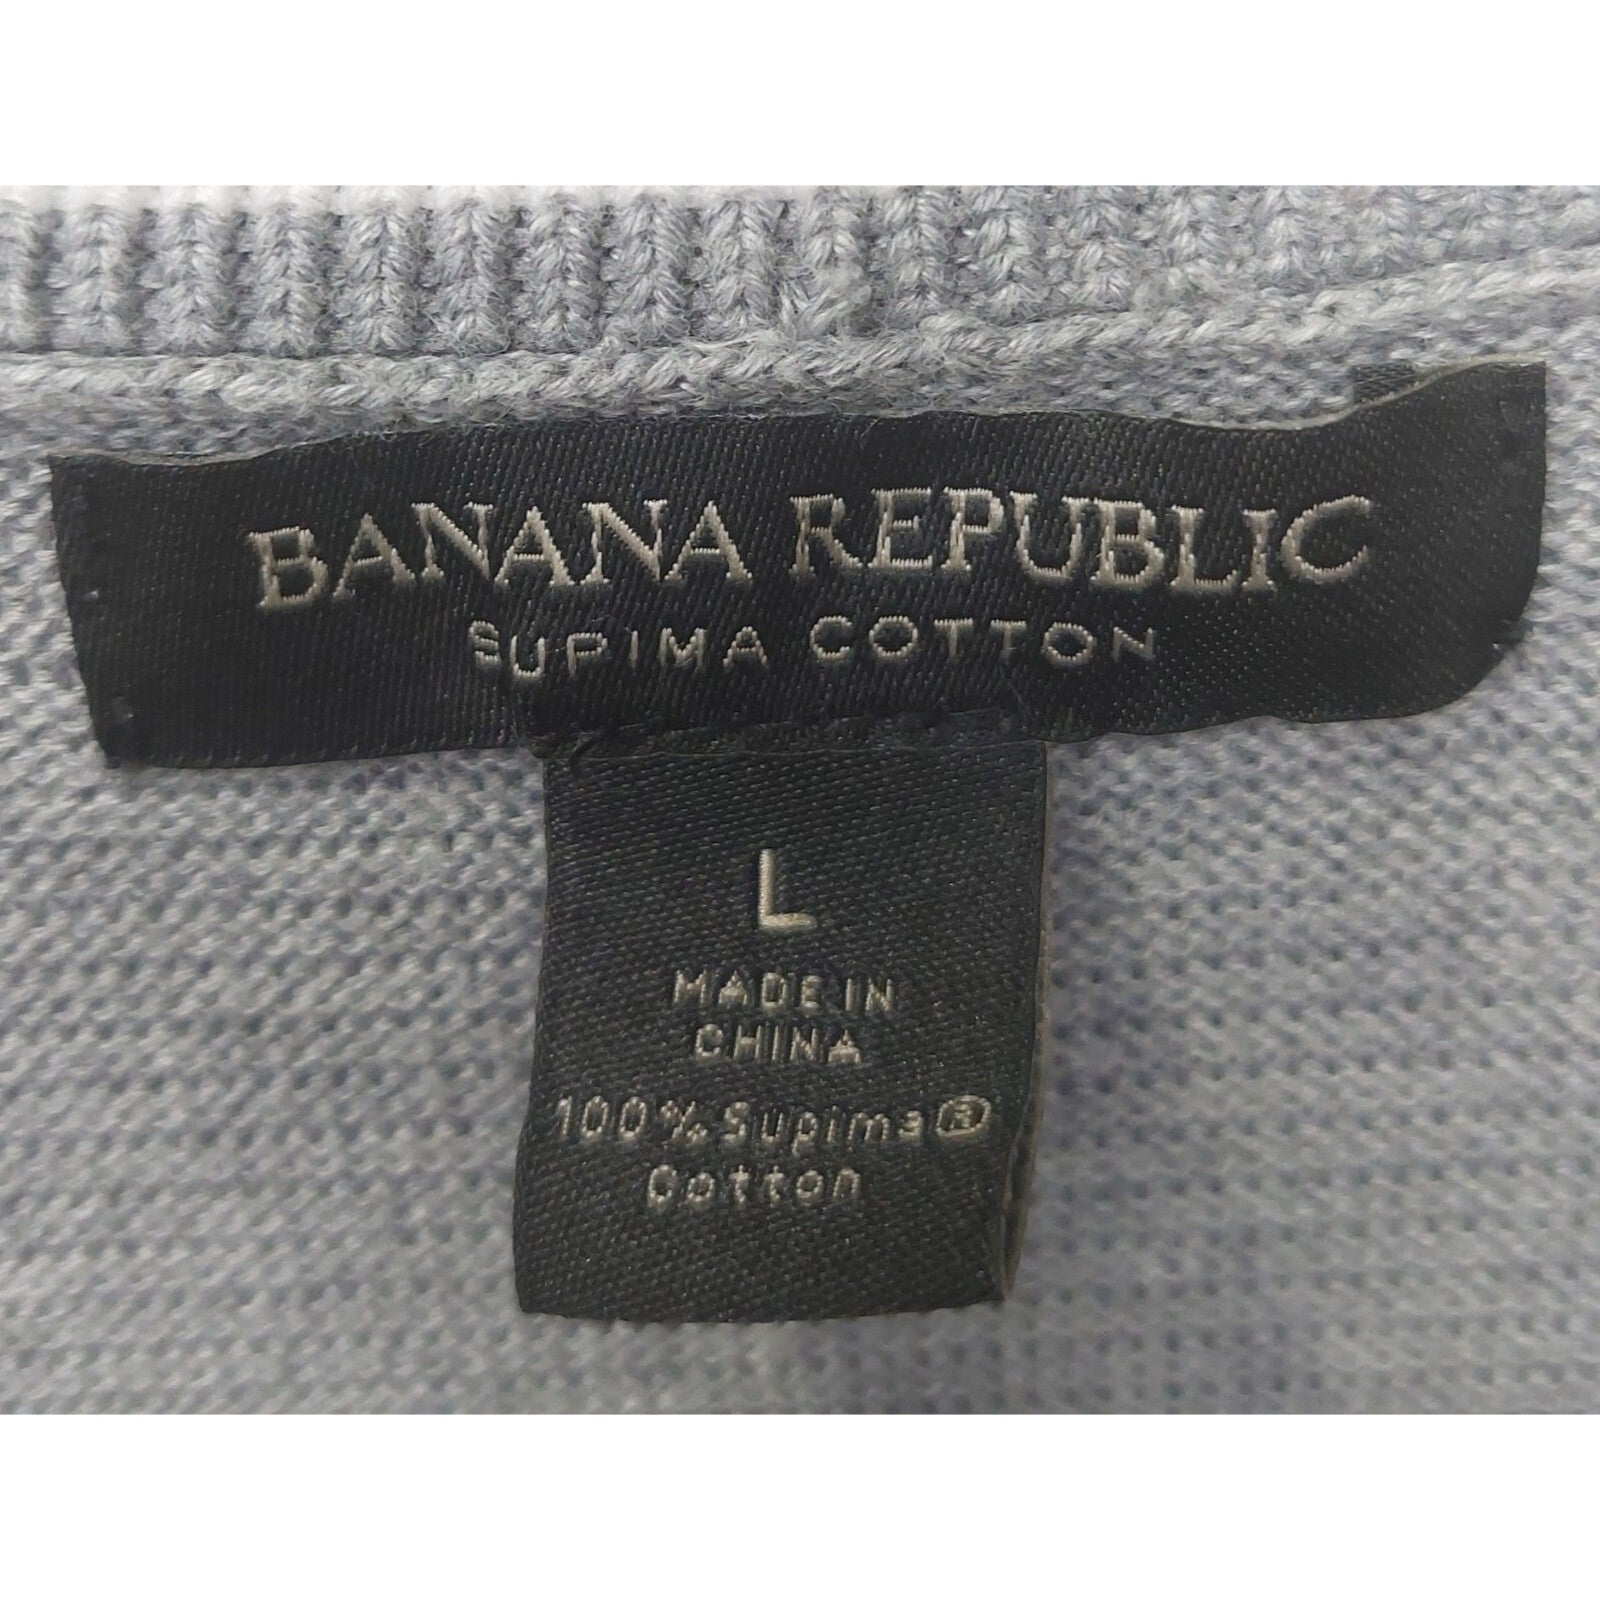 BANANA REPUBLIC
SUPIMA COTTON
L
MADE IN
CHINA
100% Supima®
Cotton